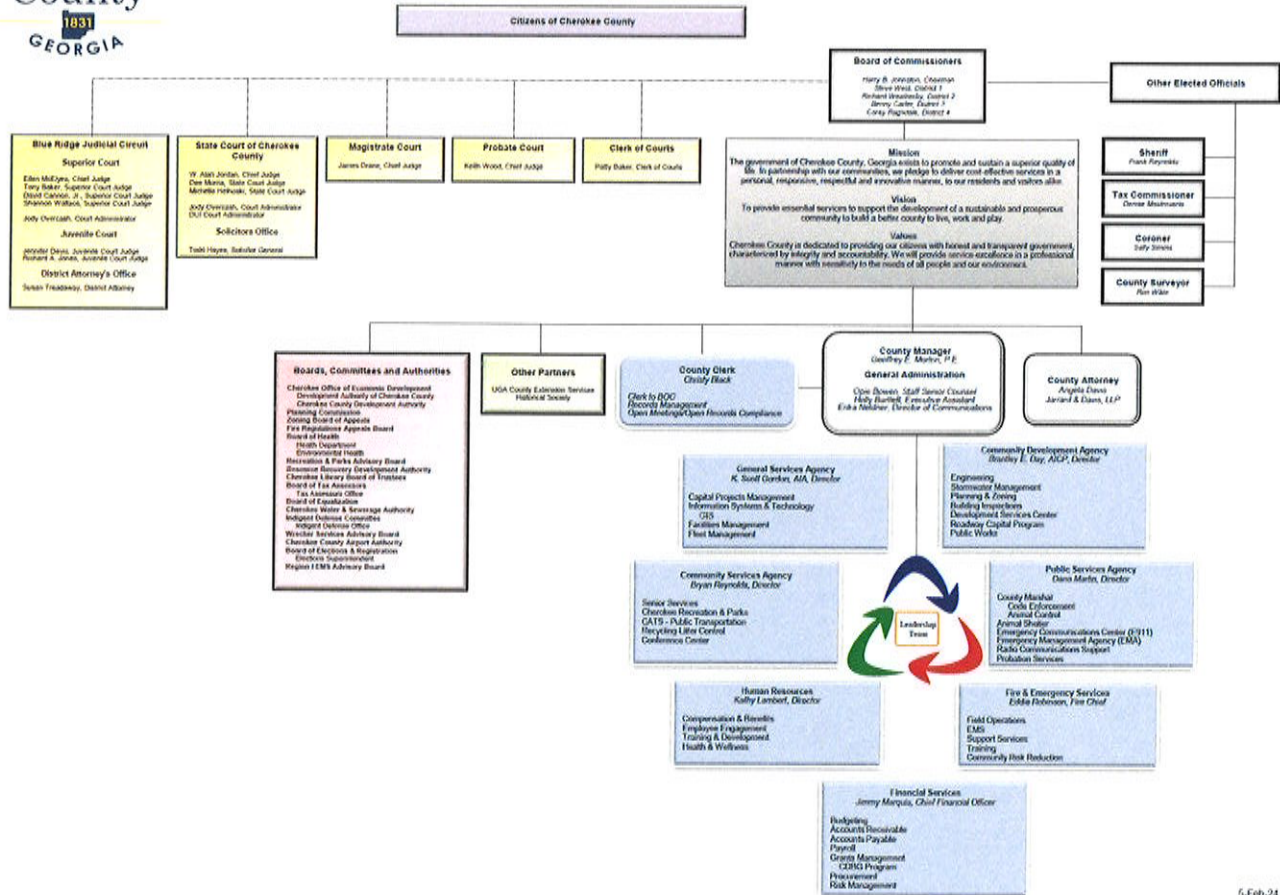 County
1831
GEORGIA
Citizens of Cherokee County
Board of Commissioners
Harry B. Johnston, Chairman
Steve West, District 1
Richard Weatherby, District 2
Benny Carter, District 3
Corey Ragsdale, District 4
Other Elected Officials
Blue Ridge Judicial Circuit
Superior Court
Ellen McElyea, Chief Judge
Tony Baker, Superior Court Judge
David Cannon, Jr., Superior Court Judge
Shannon Wallace, Superior Court Judge
Jody Overcash, Court Administrator
Juvenile Court
Jennifer Davis, Juvenile Court Judge
Richard A. Jones, Juvenile Court Judge
District Attorney's Office
Susan Treadaway, District Attorney
State Court of Cherokee
County
W. Alan Jordan, Chief Judge
Dee Morris, State Court Judge
Michelle Helhoski, State Court Judge
Jody Overcash, Court Administrator
DUI Court Administrator
Solicitors Office
Todd Hayes, Solicitor General
Magistrate Court
James Drane, Chief Judge
Probate Court
Keith Wood, Chief Judge
Clerk of Courts
Patty Baker, Clerk of Courts
Mission
The government of Cherokee County, Georgia exists to promote and sustain a superior quality of
life. In partnership with our communities, we pledge to deliver cost-effective services in a
personal, responsive, respectful and innovative manner, to our residents and visitors alike.
Vision
To provide essential services to support the development of a sustainable and prosperous
community to build a better county to live, work and play.
Values
Cherokee County is dedicated to providing our citizens with honest and transparent government,
characterized by integrity and accountability. We will provide service excellence in a professional
manner with sensitivity to the needs of all people and our environment.
Sheriff
Frank Reynolds
Tax Commissioner
Denise
Coroner
County Surveyor
Boards, Committees and Authorities
Cherokee Office of Economic Development
Development Authority of Cherokee County
Cherokee County Development Authority
Planning Commission
Zoning Board of Appeals
Fire Regulations Appeals Board
Board of Health
Health Department
Environmental Health
Recreation & Parks Advisory Board
Resource Recovery Development Authority
Cherokee Library Board of Trustees
Board of Tax Assessors
Tax Assessors Office
Board of Equalization
Cherokee Water & Sewerage Authority
Indigent Defense Committee
Indigent Defense Office
Wrecker Services Advisory Board
Cherokee County Airport Authority
Board of Elections & Registration
Elections Superintendent
Region I EMS Advisory Board
Other Partners
UGA County Extension Services
Historical Society
County Clerk
Christy Black
Clerk to BOC
Records Management
Open Meetings/Open Records Compliance
County Manager
Geoffrey E. Morton, P.E.
General Administration
Opie Bowen, Staff Senior Counsel
Holly Bartlett, Executive Assistant
Erika Neldner, Director of Communications
County Attorney
Angela Davis
Jarrard & Davis, LLP
General Services Agency
K. Scott Gordon, AIA, Director
Capital Projects Management
Information Systems & Technology
GIS
Facilities Management
Fleet Management
Community Development Agency
Brantley E. Day, AICP, Director
Engineering
Stormwater Management
Planning & Zoning
Building Inspections
Development Services Center
Roadway Capital Program
Public Works
Community Services Agency
Bryan Reynolds, Director
Senior Services
Cherokee Recreation & Parks
CATS - Public Transportation
Recycling Litter Control
Conference Center
Leadership
Team
Public Services Agency
Dana Martin, Director
County Marshal
Code Enforcement
Animal Control
Animal Shelter
Emergency Communications Center (E911)
Emergency Management Agency (EMA)
Radio Communications Support
Probation Services
Human Resources
Kathy Lambert, Director
Compensation & Benefits
Employee Engagement
Training & Development
Health & Wellness
Fire & Emergency Services
Eddie Robinson, Fire Chief
Field Operations
EMS
Support Services
Training
Community Risk Reduction
Financial Services
Jimmy Marquis, Chief Financial Officer
Budgeting
Accounts Receivable
Accounts Payable
Payroll
Grants Management
CDBG Program
Procurement
Risk Management
5-Feb-24